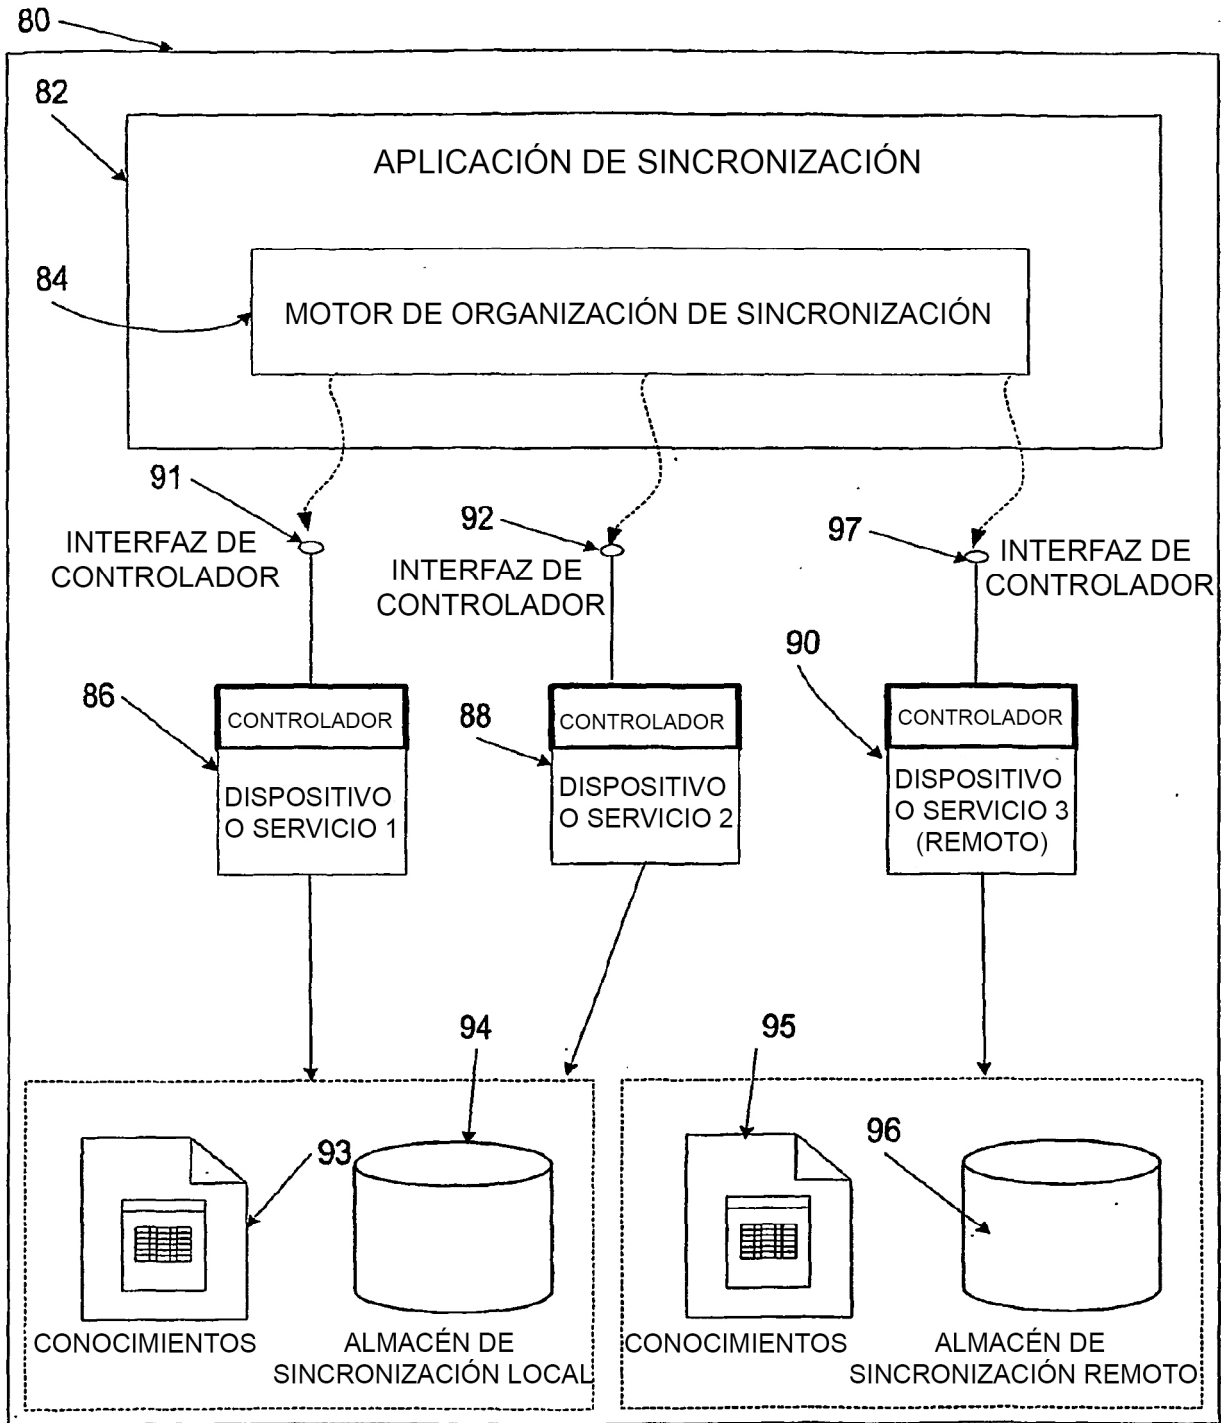 80
82
APLICACIÓN DE SINCRONIZACIÓN
84
MOTOR DE ORGANIZACIÓN DE SINCRONIZACIÓN
91
INTERFAZ DE
CONTROLADOR
92
INTERFAZ DE
CONTROLADOR
97
INTERFAZ DE
CONTROLADOR
86
CONTROLADOR
DISPOSITIVO
O SERVICIO 1
88
CONTROLADOR
DISPOSITIVO
O SERVICIO 2
90
CONTROLADOR
DISPOSITIVO
O SERVICIO 3
(REMOTO)
94
93
CONOCIMIENTOS
ALMACÉN DE
SINCRONIZACIÓN LOCAL
95
96
CONOCIMIENTOS
ALMACÉN DE
SINCRONIZACIÓN REMOTO